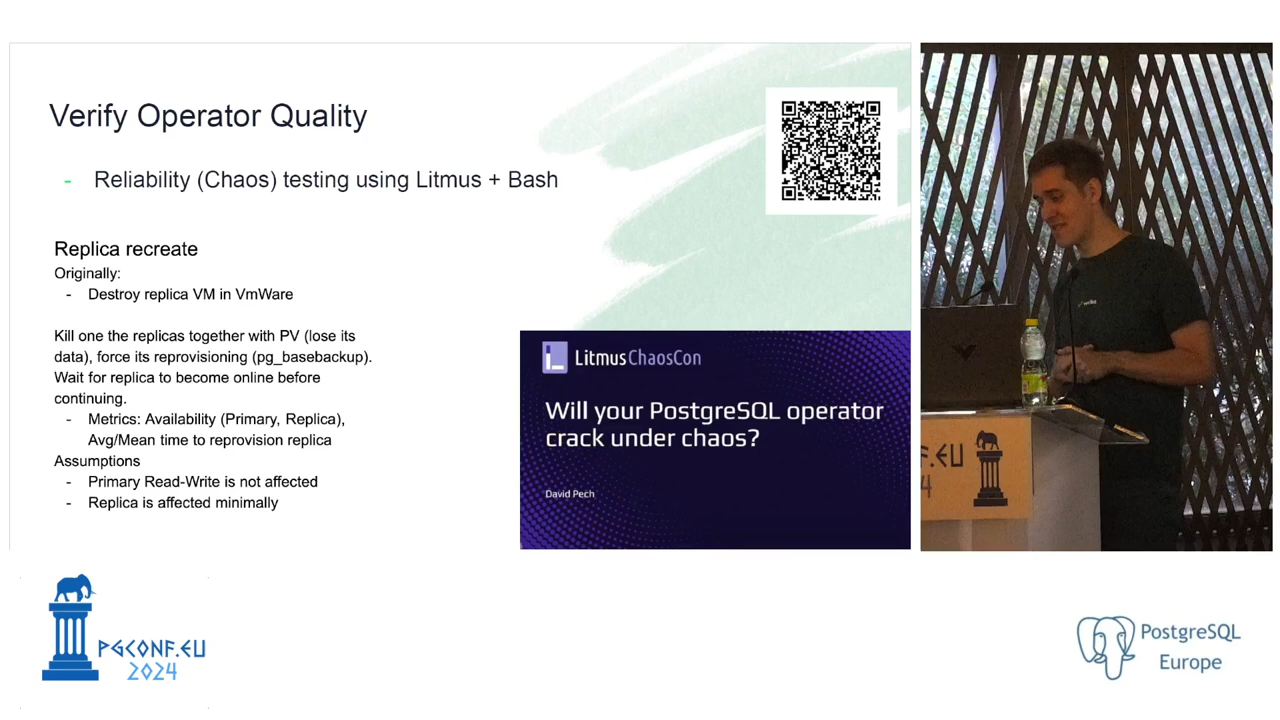 Verify Operator Quality
- Reliability (Chaos) testing using Litmus + Bash
Replica recreate
Originally:
- Destroy replica VM in VmWare
Kill one the replicas together with PV (lose its
data), force its reprovisioning (pg_basebackup).
Wait for replica to become online before
continuing.
- Metrics: Availability (Primary, Replica),
Avg/Mean time to reprovision replica
Assumptions
- Primary Read-Write is not affected
- Replica is affected minimally
Litmus ChaosCon
Will your PostgreSQL operator
crack under chaos?
David Pech
F.EU
4
PGCONF.EU
2024
PostgreSQL
Europe